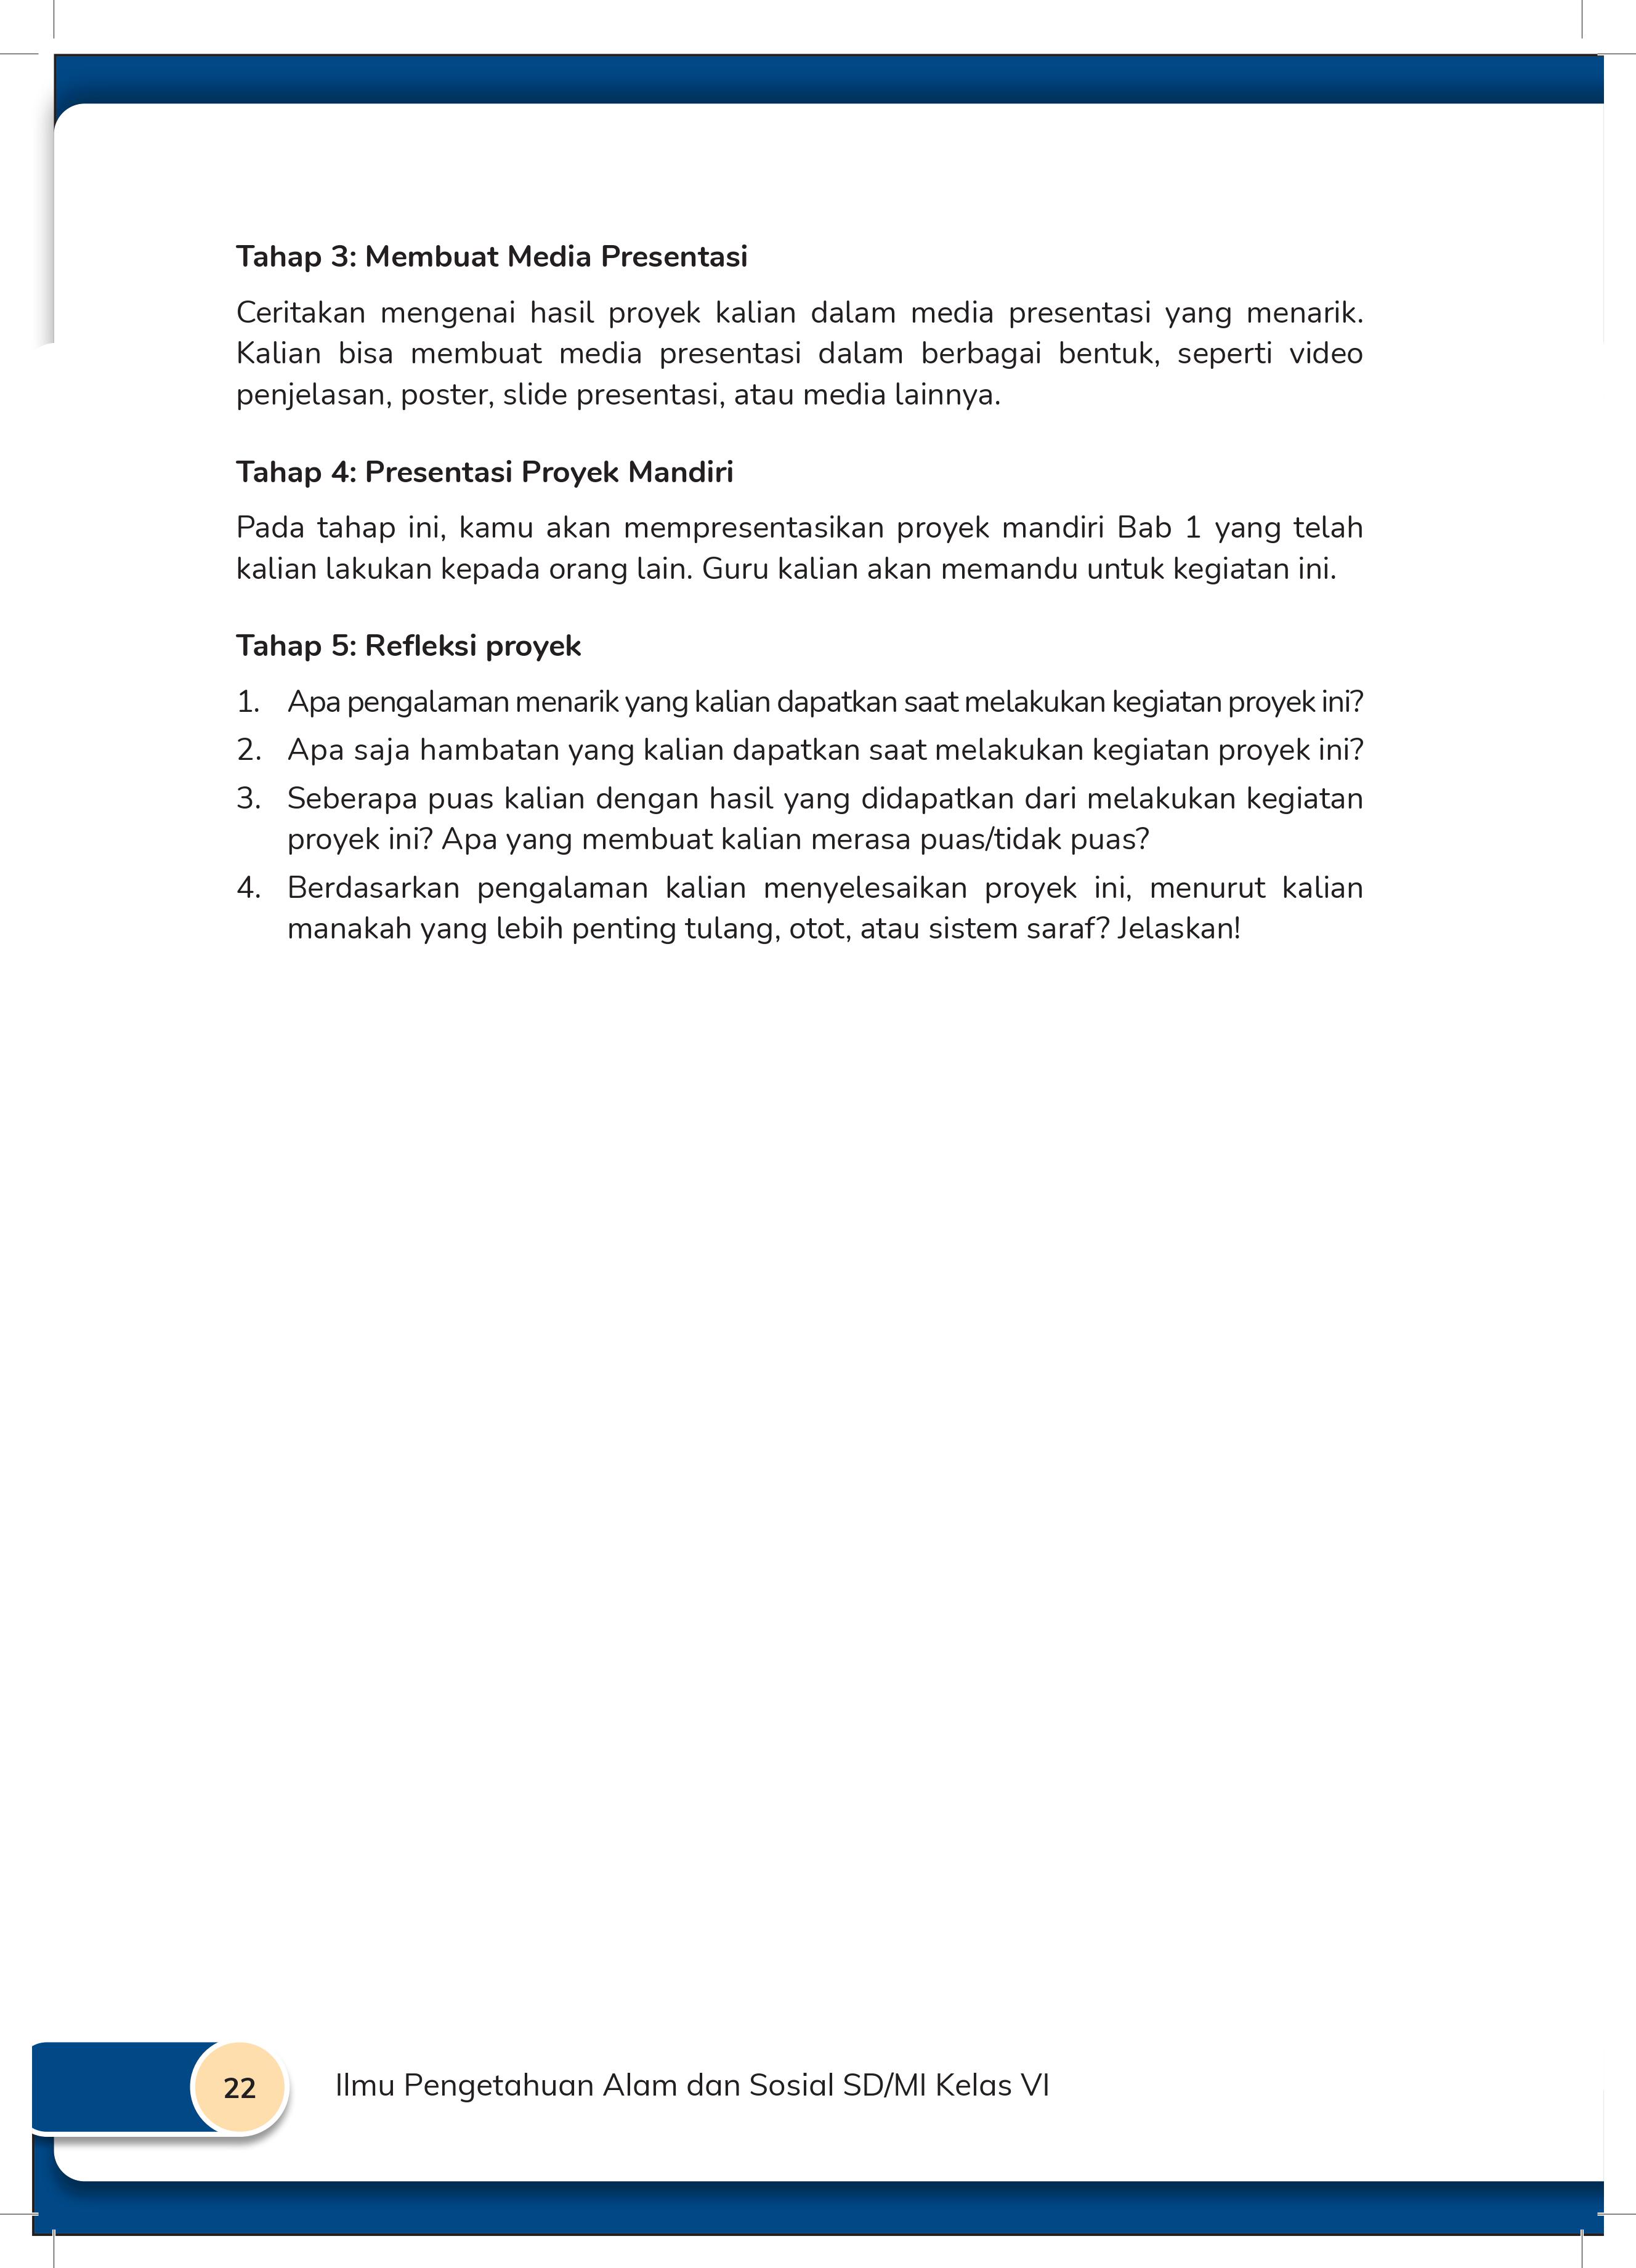 Tahap 3: Membuat Media Presentasi
Ceritakan mengenai hasil proyek kalian dalam media presentasi yang menarik.
Kalian bisa membuat media presentasi dalam berbagai bentuk, seperti video
penjelasan, poster, slide presentasi, atau media lainnya.
Tahap 4: Presentasi Proyek Mandiri
Pada tahap ini, kamu akan mempresentasikan proyek mandiri Bab 1 yang telah
kalian lakukan kepada orang lain. Guru kalian akan memandu untuk kegiatan ini.
Tahap 5: Refleksi proyek
1. Apa pengalaman menarik yang kalian dapatkan saat melakukan kegiatan proyek ini?
2. Apa saja hambatan yang kalian dapatkan saat melakukan kegiatan proyek ini?
3. Seberapa puas kalian dengan hasil yang didapatkan dari melakukan kegiatan
proyek ini? Apa yang membuat kalian merasa puas/tidak puas?
4. Berdasarkan pengalaman kalian menyelesaikan proyek ini, menurut kalian
manakah yang lebih penting tulang, otot, atau sistem saraf? Jelaskan!
22 Ilmu Pengetahuan Alam dan Sosial SD/MI Kelas VI